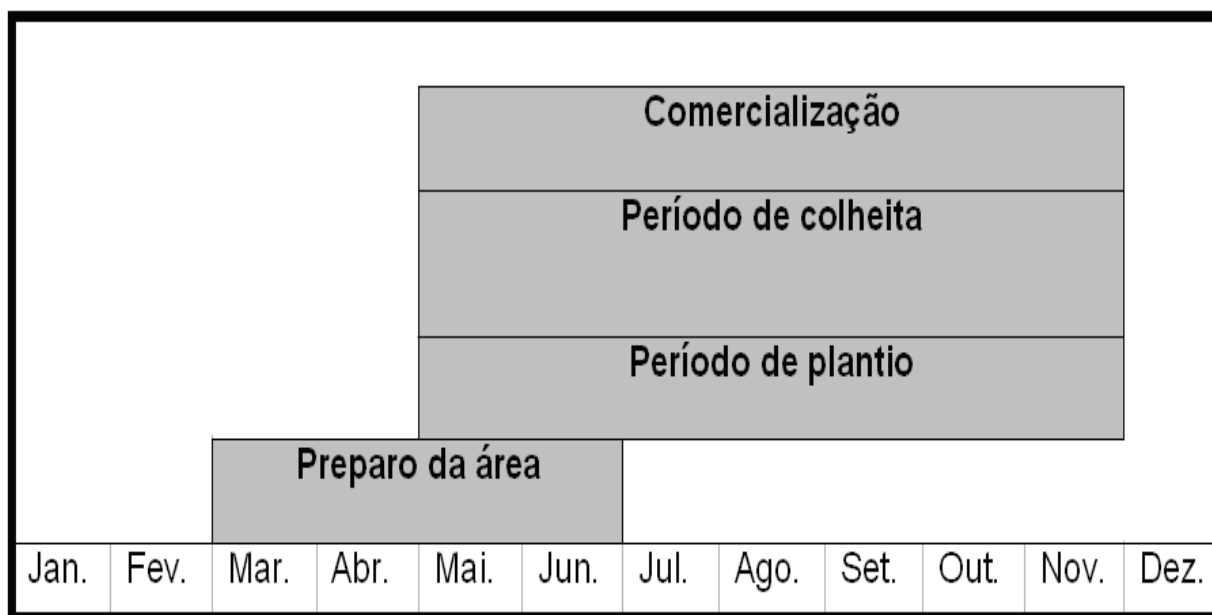 Comercialização
Período de colheita
Período de plantio
Preparo da área
Jan. Fev. Mar. Abr. Mai. Jun. Jul. Ago. Set. Out. Nov. Dez.